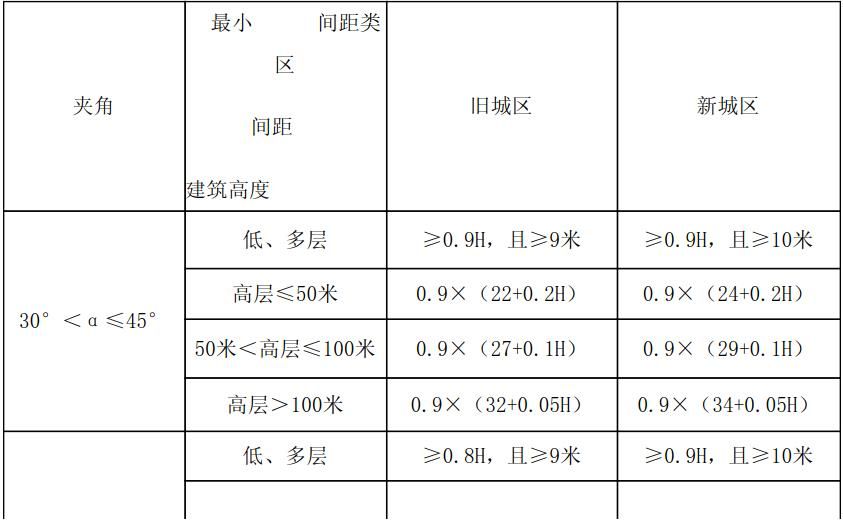 最小 间距类
区
夹角 旧城区 新城区
间距
建筑高度
低、多层 ≥0.9H，且≥9米 ≥0.9H，且≥10米
高层≤50米 0.9×（22+0.2H） 0.9×（24+0.2H）
30°＜α≤45°
50米＜高层≤100米 0.9×（27+0.1H） 0.9×（29+0.1H）
高层＞100米 0.9×（32+0.05H） 0.9×（34+0.05H）
低、多层 ≥0.8H，且≥9米 ≥0.9H，且≥10米